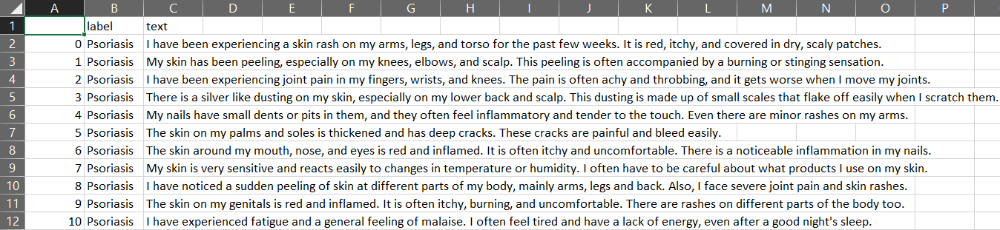 A B C D E F G H I J K L M N O P
1 label text
2 0 Psoriasis I have been experiencing a skin rash on my arms, legs, and torso for the past few weeks. It is red, itchy, and covered in dry, scaly patches.
3 1 Psoriasis My skin has been peeling, especially on my knees, elbows, and scalp. This peeling is often accompanied by a burning or stinging sensation.
4 2 Psoriasis I have been experiencing joint pain in my fingers, wrists, and knees. The pain is often achy and throbbing, and it gets worse when I move my joints.
5 3 Psoriasis There is a silver like dusting on my skin, especially on my lower back and scalp. This dusting is made up of small scales that flake off easily when I scratch them.
6 4 Psoriasis My nails have small dents or pits in them, and they often feel inflammatory and tender to the touch. Even there are minor rashes on my arms.
7 5 Psoriasis The skin on my palms and soles is thickened and has deep cracks. These cracks are painful and bleed easily.
8 6 Psoriasis The skin around my mouth, nose, and eyes is red and inflamed. It is often itchy and uncomfortable. There is a noticeable inflammation in my nails.
9 7 Psoriasis My skin is very sensitive and reacts easily to changes in temperature or humidity. I often have to be careful about what products I use on my skin.
10 8 Psoriasis I have noticed a sudden peeling of skin at different parts of my body, mainly arms, legs and back. Also, I face severe joint pain and skin rashes.
11 9 Psoriasis The skin on my genitals is red and inflamed. It is often itchy, burning, and uncomfortable. There are rashes on different parts of the body too.
12 10 Psoriasis I have experienced fatigue and a general feeling of malaise. I often feel tired and have a lack of energy, even after a good night's sleep.